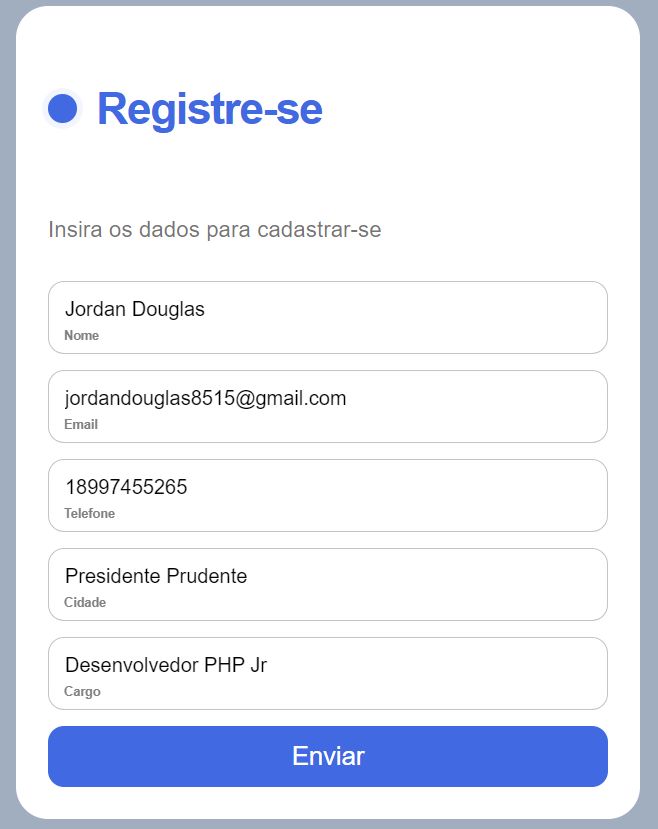 Registre-se
Insira os dados para cadastrar-se
Jordan Douglas
Nome
jordandouglas8515@gmail.com
Email
18997455265
Telefone
Presidente Prudente
Cidade
Desenvolvedor PHP Jr
Cargo
Enviar